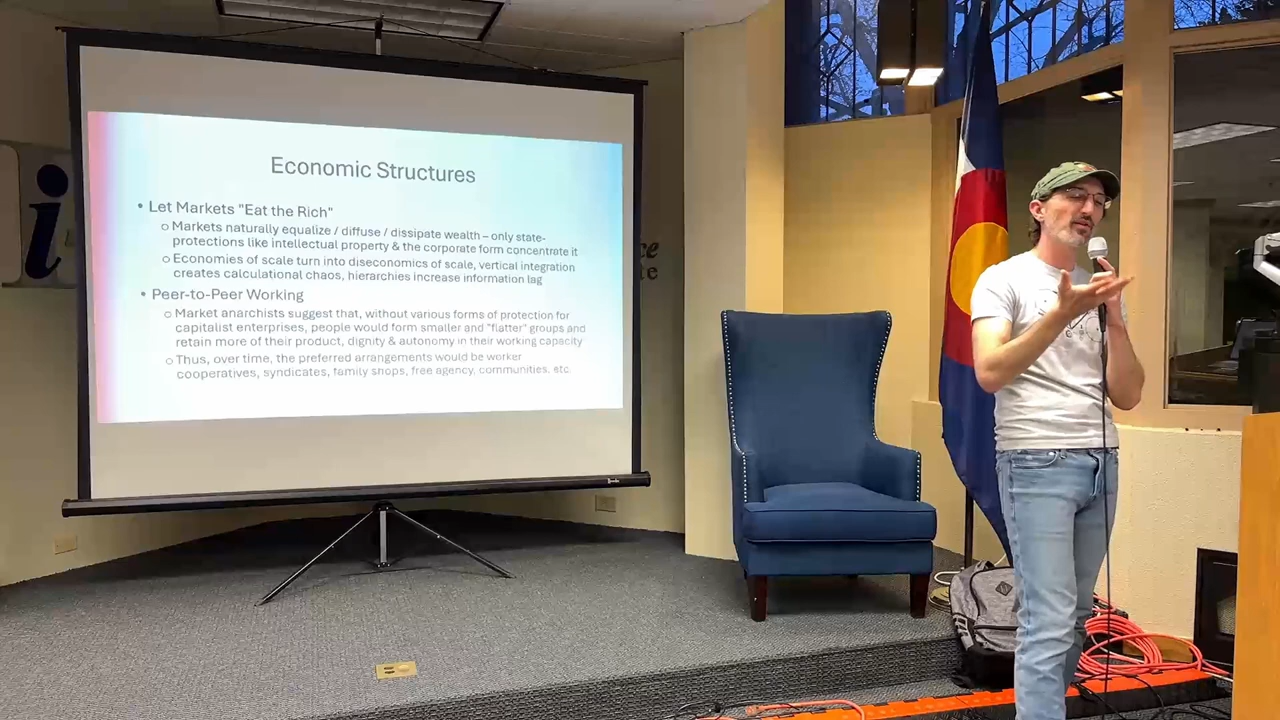 Economic Structures
• Let Markets "Eat the Rich"
o Markets naturally equalize / diffuse / dissipate wealth – only state-
protections like intellectual property & the corporate form concentrate it
o Economies of scale turn into diseconomies of scale, vertical integration
creates calculational chaos, hierarchies increase information lag
• Peer-to-Peer Working
o Market anarchists suggest that, without various forms of protection for
capitalist enterprises, people would form smaller and "flatter" groups and
retain more of their product, dignity & autonomy in their working capacity
o Thus, over time, the preferred arrangements would be worker
cooperatives, syndicates, family shops, free agency, communities, etc.
i